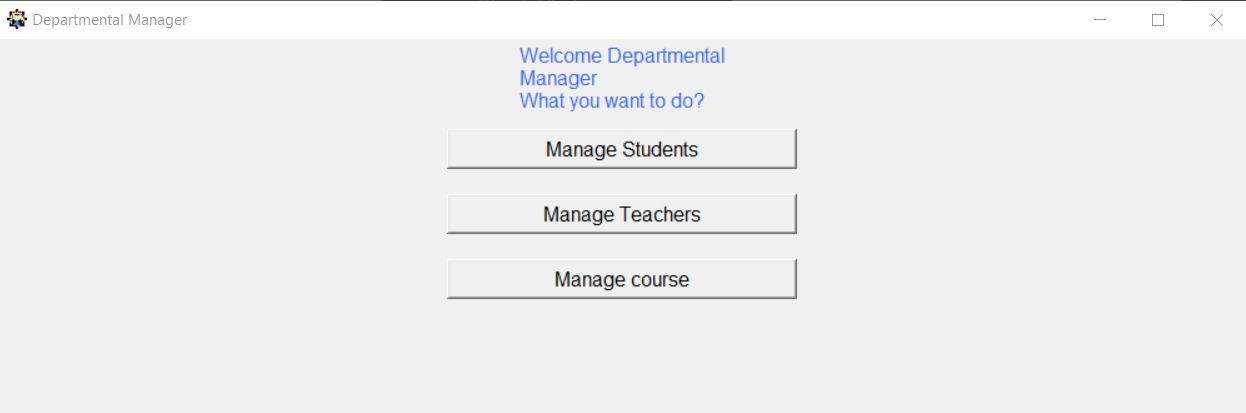 Departmental Manager
Welcome Departmental
Manager
What you want to do?
Manage Students
Manage Teachers
Manage course